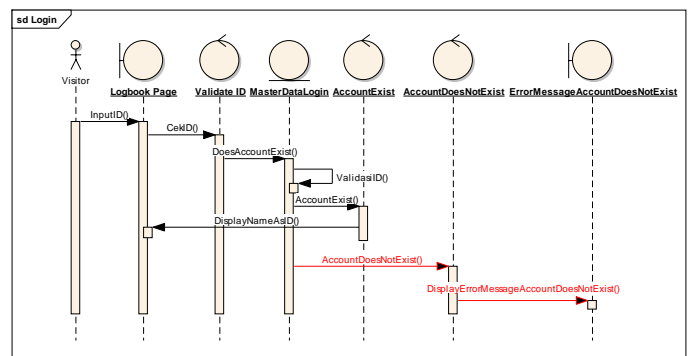 sd Login
Visitor
Logbook Page
Validate ID
MasterDataLogin
AccountExist
AccountDoesNotExist
ErrorMessageAccountDoesNotExist
InputID()
CekID()
DoesAccountExist()
ValidasiID()
AccountExist()
DisplayNameAsID()
AccountDoesNotExist()
DisplayErrorMessageAccountDoesNotExist()